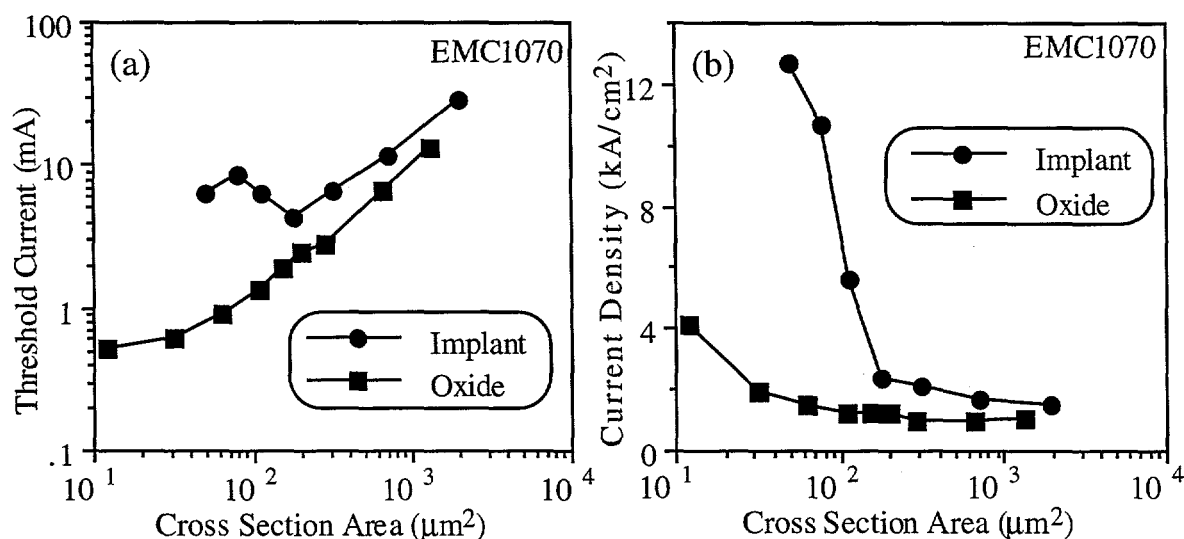 (a)
EMC1070
Threshold Current (mA)
100
10
1
.1
Implant
Oxide
10^1
10^2
10^3
10^4
Cross Section Area (μm²)
(b)
EMC1070
Current Density (kA/cm²)
12
8
4
0
Implant
Oxide
10^1
10^2
10^3
10^4
Cross Section Area (μm²)